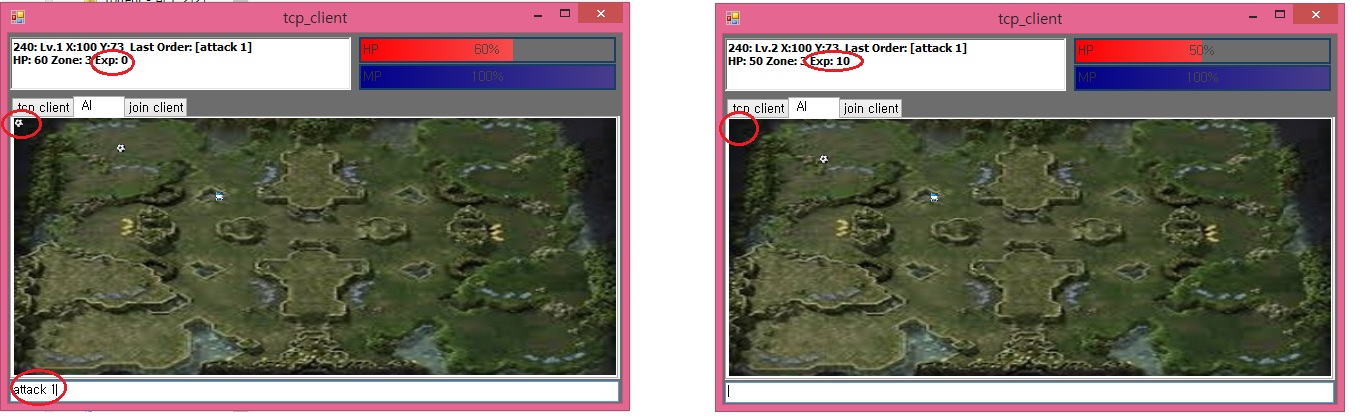 tcp_client
240: Lv.1 X:100 Y:73 Last Order: [attack 1]
HP: 60 Zone: 3 Exp: 0
HP 60%
MP 100%
tcp client AI join client
attack 1
tcp_client
240: Lv.2 X:100 Y:73 Last Order: [attack 1]
HP: 50 Zone: 3 Exp: 10
HP 50%
MP 100%
tcp client AI join client